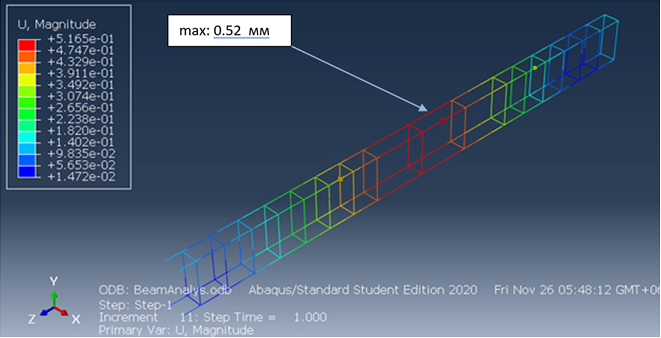 U, Magnitude
+5.165e-01
+4.747e-01
+4.329e-01
+3.911e-01
+3.492e-01
+3.074e-01
+2.656e-01
+2.238e-01
+1.820e-01
+1.402e-01
+9.835e-02
+5.653e-02
+1.472e-02
max: 0.52 мм
Y
Z
X
ODB: BeamAnalys.odb Abaqus/Standard Student Edition 2020 Fri Nov 26 05:48:12 GMT+06
Step: Step-1
Increment 11: Step Time = 1.000
Primary Var: U, Magnitude